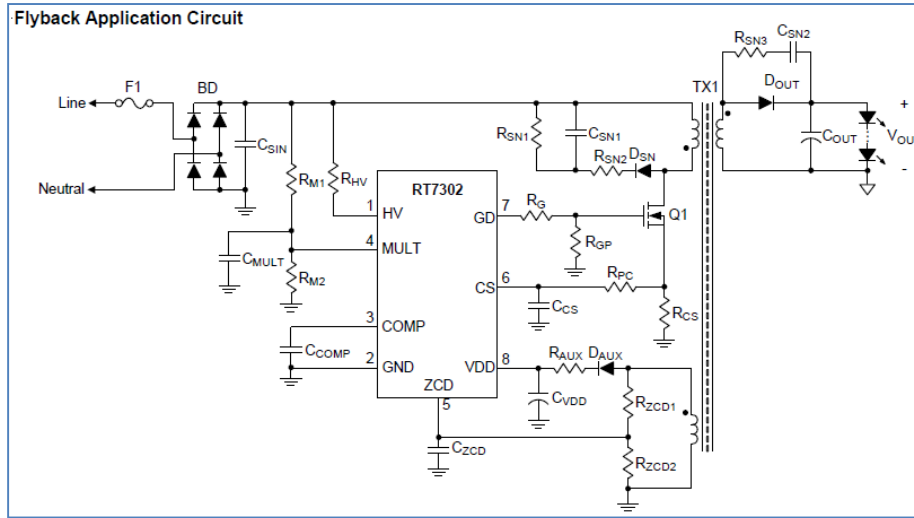 Flyback Application Circuit
F1
BD
Line
Neutral
CSIN
RM1
RHV
CMULT
RM2
CCOMP
RT7302
1
HV
4
MULT
3
COMP
2
GND
ZCD
5
7
GD
6
CS
8
VDD
CZCD
RSN1
CSN1
RSN2
DSN
RG
RGP
Q1
RPC
CCS
RCS
RAUX
DAUX
CVDD
RZCD1
RZCD2
TX1
RSN3
CSN2
DOUT
COUT
+
VOU
-